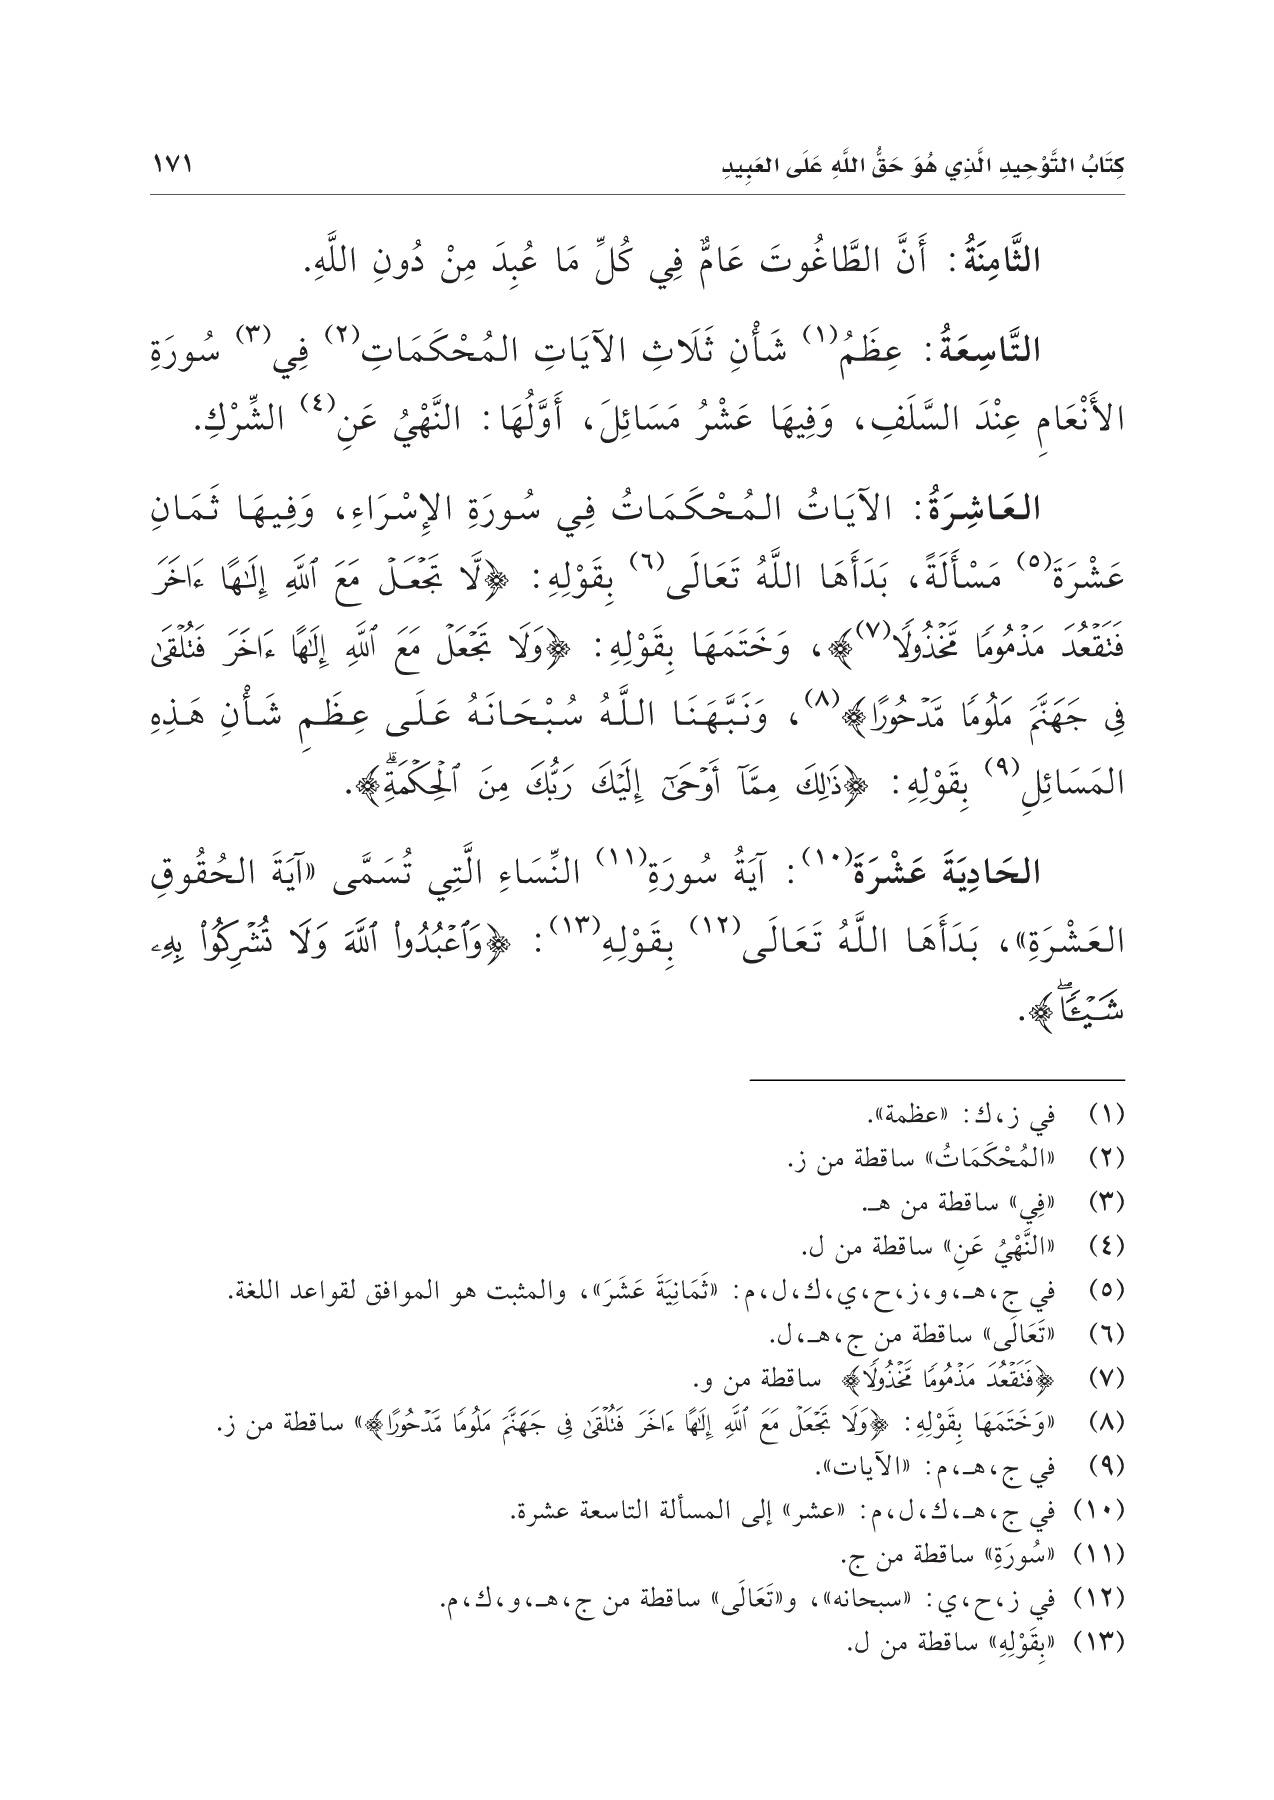 كِتَابُ التَّوْحِيدِ الَّذِي هُوَ حَقُّ اللَّهِ عَلَى العَبِيدِ ١٧١
الثَّامِنَةُ: أَنَّ الطَّاغُوتَ عَامٌّ فِي كُلِّ مَا عُبِدَ مِنْ دُونِ اللَّهِ.
التَّاسِعَةُ: عِظَمُ(١) شَأْنِ ثَلَاثِ الآيَاتِ المُحْكَمَاتِ(٢) فِي(٣) سُورَةِ
الأَنْعَامِ عِنْدَ السَّلَفِ، وَفِيهَا عَشْرُ مَسَائِلَ، أَوَّلُهَا: النَّهْيُ عَنِ(٤) الشِّرْكِ.
العَاشِرَةُ: الآيَاتُ المُحْكَمَاتُ فِي سُورَةِ الإِسْرَاءِ، وَفِيهَا ثَمَانِ
عَشْرَةَ(٥) مَسْأَلَةً، بَدَأَهَا اللَّهُ تَعَالَى(٦) بِقَوْلِهِ: ﴿لَّا تَجْعَلْ مَعَ ٱللَّهِ إِلَٰهًا ءَاخَرَ
فَتَقْعُدَ مَذْمُومًا مَّخْذُولًا(٧)﴾، وَخَتَمَهَا بِقَوْلِهِ: ﴿وَلَا تَجْعَلْ مَعَ ٱللَّهِ إِلَٰهًا ءَاخَرَ فَتُلْقَىٰ
فِي جَهَنَّمَ مَلُومًا مَّدْحُورًا﴾(٨)، وَنَبَّهَنَا اللَّهُ سُبْحَانَهُ عَلَى عِظَمِ شَأْنِ هَذِهِ
المَسَائِلِ(٩) بِقَوْلِهِ: ﴿ذَٰلِكَ مِمَّآ أَوْحَىٰٓ إِلَيْكَ رَبُّكَ مِنَ ٱلْحِكْمَةِۗ﴾.
الحَادِيَةَ عَشْرَةَ(١٠): آيَةُ سُورَةِ(١١) النِّسَاءِ الَّتِي تُسَمَّى «آيَةَ الحُقُوقِ
العَشْرَةِ»، بَدَأَهَا اللَّهُ تَعَالَى(١٢) بِقَوْلِهِ(١٣): ﴿وَٱعْبُدُوا۟ ٱللَّهَ وَلَا تُشْرِكُوا۟ بِهِۦ
شَيْـًٔاۖ﴾.
(١) في ز،ك: «عظمة».
(٢) «المُحْكَمَاتُ» ساقطة من ز.
(٣) «فِي» ساقطة من هـ.
(٤) «النَّهْيُ عَنِ» ساقطة من ل.
(٥) في ج،هـ،و،ز،ح،ي،ك،ل،م: «ثَمَانِيَةَ عَشَرَ»، والمثبت هو الموافق لقواعد اللغة.
(٦) «تَعَالَى» ساقطة من ج،هـ،ل.
(٧) ﴿فَتَقْعُدَ مَذْمُومًا مَّخْذُولًا﴾ ساقطة من و.
(٨) «وَخَتَمَهَا بِقَوْلِهِ: ﴿وَلَا تَجْعَلْ مَعَ ٱللَّهِ إِلَٰهًا ءَاخَرَ فَتُلْقَىٰ فِي جَهَنَّمَ مَلُومًا مَّدْحُورًا﴾» ساقطة من ز.
(٩) في ج،هـ،م: «الآيات».
(١٠) في ج،هـ،ك،ل،م: «عشر» إلى المسألة التاسعة عشرة.
(١١) «سُورَةِ» ساقطة من ج.
(١٢) في ز،ح،ي: «سبحانه»، و«تَعَالَى» ساقطة من ج،هـ،و،ك،م.
(١٣) «بِقَوْلِهِ» ساقطة من ل.